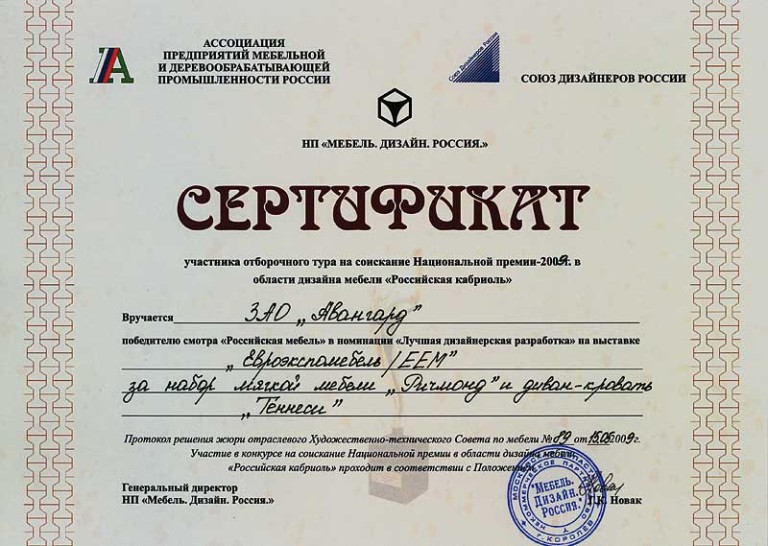 АССОЦИАЦИЯ
ПРЕДПРИЯТИЙ МЕБЕЛЬНОЙ
И ДЕРЕВООБРАБАТЫВАЮЩЕЙ
ПРОМЫШЛЕННОСТИ РОССИИ
Союз Дизайнеров России
СОЮЗ ДИЗАЙНЕРОВ РОССИИ
НП «МЕБЕЛЬ. ДИЗАЙН. РОССИЯ.»
СЕРТИФИКАТ
участника отборочного тура на соискание Национальной премии-2009г. в
области дизайна мебели «Российская кабриоль»
Вручается ЗАО „Авангард"
победителю смотра «Российская мебель» в номинации «Лучшая дизайнерская разработка» на выставке
„Евроэкспомебель/ЕЕМ"
за набор мягкой мебели „Ричмонд" и диван-кровать
„Теннеси"
Протокол решения жюри отраслевого Художественно-технического Совета по мебели № 89 от 15.05.2009г.
Участие в конкурсе на соискание Национальной премии в области дизайна мебели
«Российская кабриоль» проходит в соответствии с Положением.
Генеральный директор
НП «Мебель. Дизайн. Россия.»
Г.К. Новак
"МЕБЕЛЬ.
ДИЗАЙН.
РОССИЯ."
г. КОРОЛЕВ